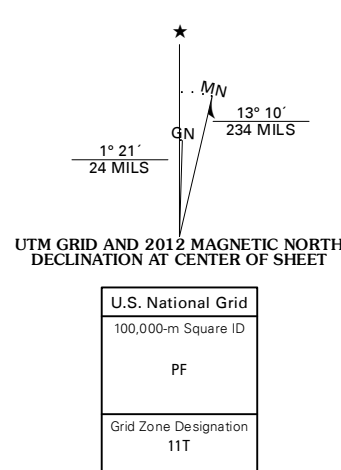 ★
MN
GN
13° 10´
234 MILS
1° 21´
24 MILS
UTM GRID AND 2012 MAGNETIC NORTH
DECLINATION AT CENTER OF SHEET
U.S. National Grid
100,000-m Square ID
PF
Grid Zone Designation
11T